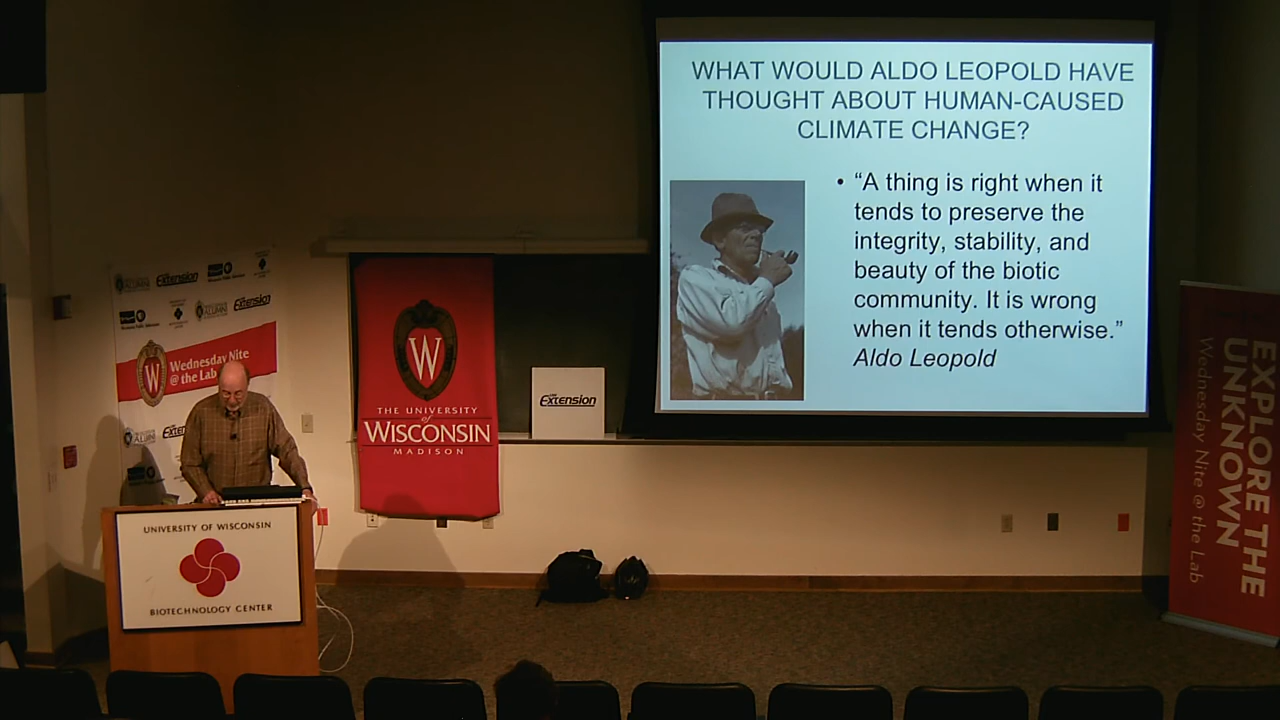 WHAT WOULD ALDO LEOPOLD HAVE
THOUGHT ABOUT HUMAN-CAUSED
CLIMATE CHANGE?
• “A thing is right when it
tends to preserve the
integrity, stability, and
beauty of the biotic
community. It is wrong
when it tends otherwise.”
Aldo Leopold
Extension
ALUMNI
Extension
Wednesday Nite
@ the Lab
W
THE UNIVERSITY
of
WISCONSIN
MADISON
Extension
UNIVERSITY OF WISCONSIN
BIOTECHNOLOGY CENTER
EXPLORE THE
UNKNOWN
Wednesday Nite @ the Lab